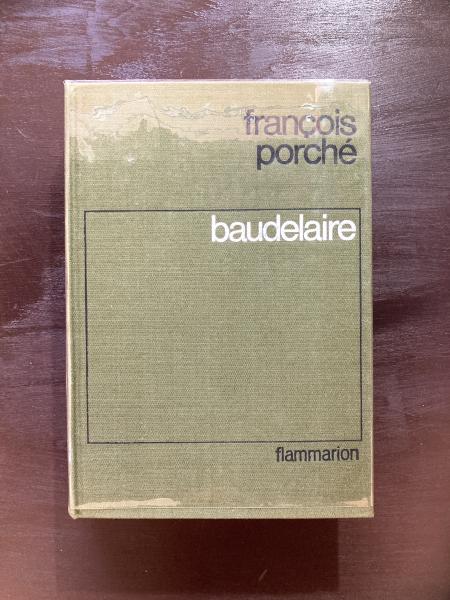 françois
porché
baudelaire
flammarion